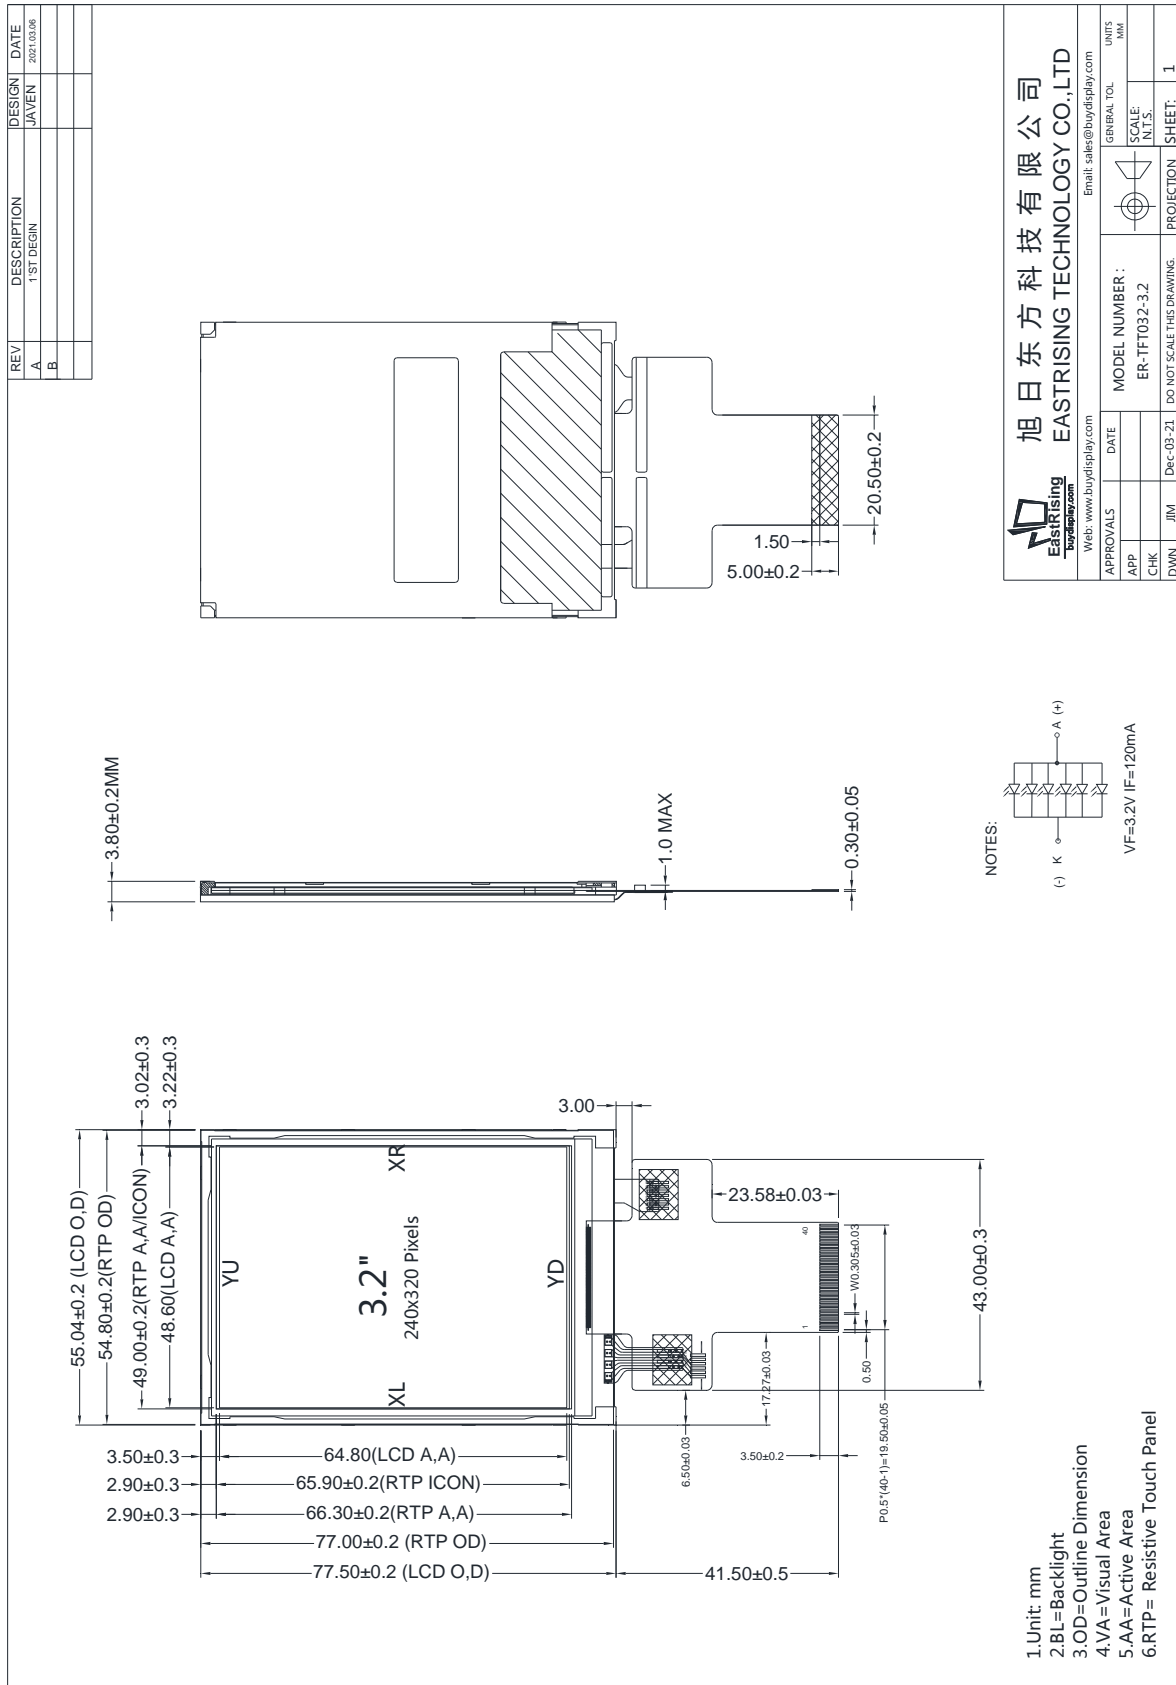 REV DESCRIPTION DESIGN DATE
A 1'ST DEGIN JAVEN 2021.03.06
B
55.04±0.2 (LCD O,D)
54.80±0.2(RTP OD)
49.00±0.2(RTP A,A/ICON)
3.02±0.3
48.60(LCD A,A)
3.22±0.3
3.50±0.3
64.80(LCD A,A)
2.90±0.3
65.90±0.2(RTP ICON)
2.90±0.3
66.30±0.2(RTP A,A)
77.00±0.2 (RTP OD)
77.50±0.2 (LCD O,D)
41.50±0.5
YU
XL
XR
3.2"
240x320 Pixels
YD
3.00
6.50±0.03
17.27±0.03
23.58±0.03
3.50±0.2
1
40
0.50
W0.305±0.03
P0.5*(40-1)=19.50±0.05
43.00±0.3
3.80±0.2MM
1.0 MAX
0.30±0.05
1.50
5.00±0.2
20.50±0.2
NOTES:
(-) K
A (+)
VF=3.2V IF=120mA
1.Unit: mm
2.BL=Backlight
3.OD=Outline Dimension
4.VA=Visual Area
5.AA=Active Area
6.RTP= Resistive Touch Panel
EastRising
buydisplay.com
旭日东方科技有限公司
EASTRISING TECHNOLOGY CO.,LTD
Web: www.buydisplay.com Email: sales@buydisplay.com
APPROVALS DATE
APP
CHK
DWN JIM Dec-03-21
MODEL NUMBER :
ER-TFT032-3.2
DO NOT SCALE THIS DRAWING.
PROJECTION
GENERAL TOL
UNITS
MM
SCALE:
N.T.S.
SHEET: 1